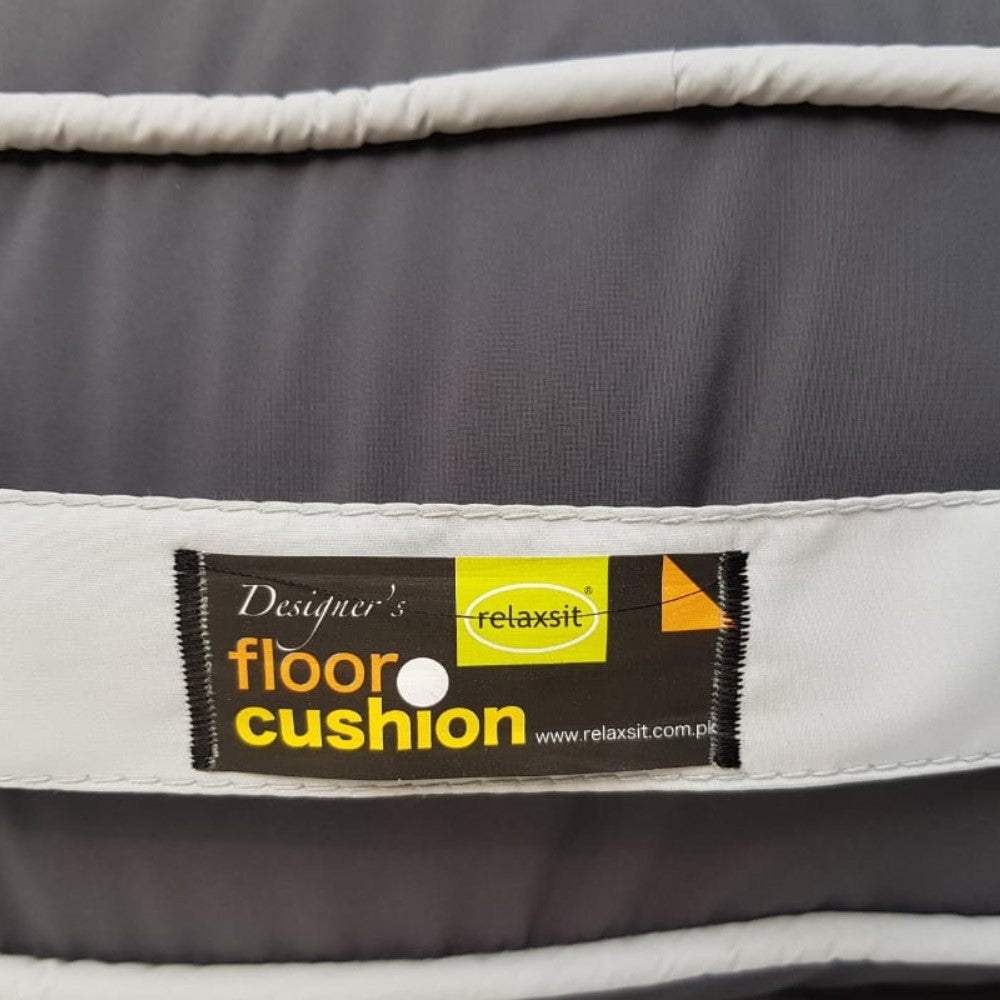 Designer's
relaxsit®
floor
cushion
www.relaxsit.com.pk